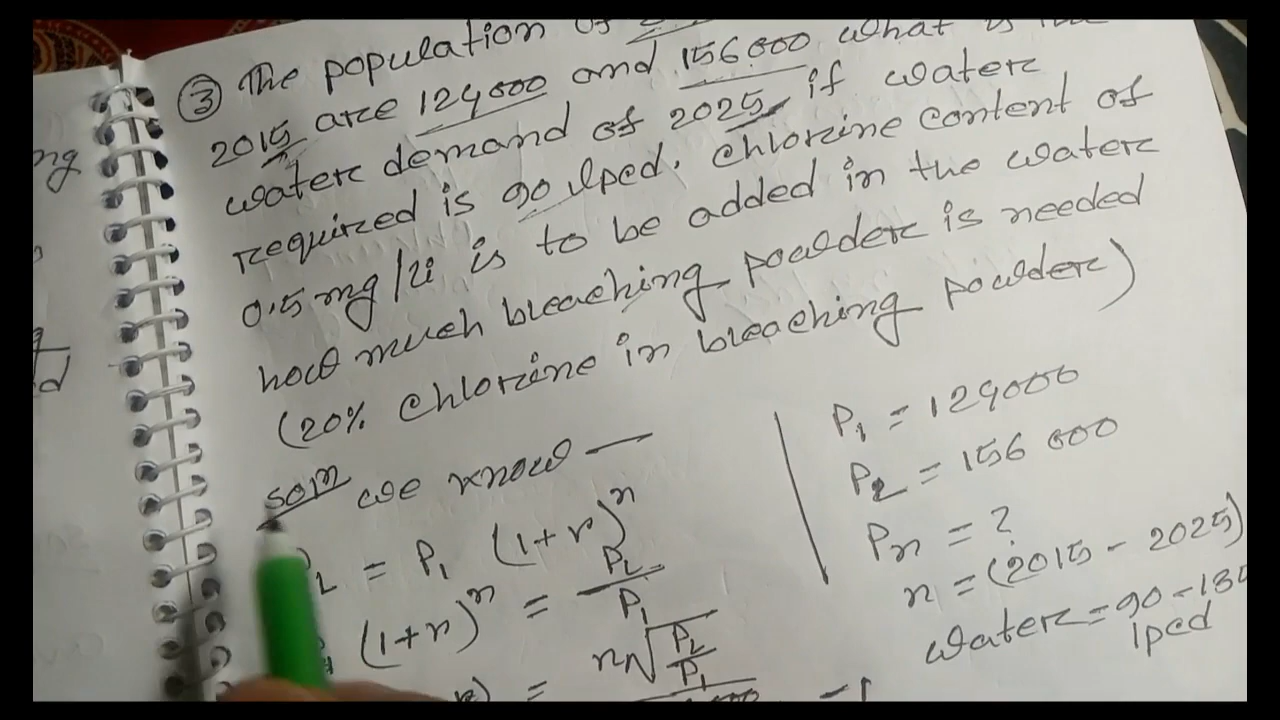 ng
d
③ The population of
2015 are 124000 and 156000 what is
water demand of 2025 if water
required is 90 lpcd. chlorine content of
0.5 mg/li is to be added in the water
how much bleaching powder is needed
(20% chlorine in bleaching powder)
soln we know —
P2 = P1 (1+r)^n
(1+r)^n = P2/P1
= n√P2/P1
-1
P1 = 124000
P2 = 156000
Pn = ?
n = (2015 - 2025)
water = 90-13
lpcd